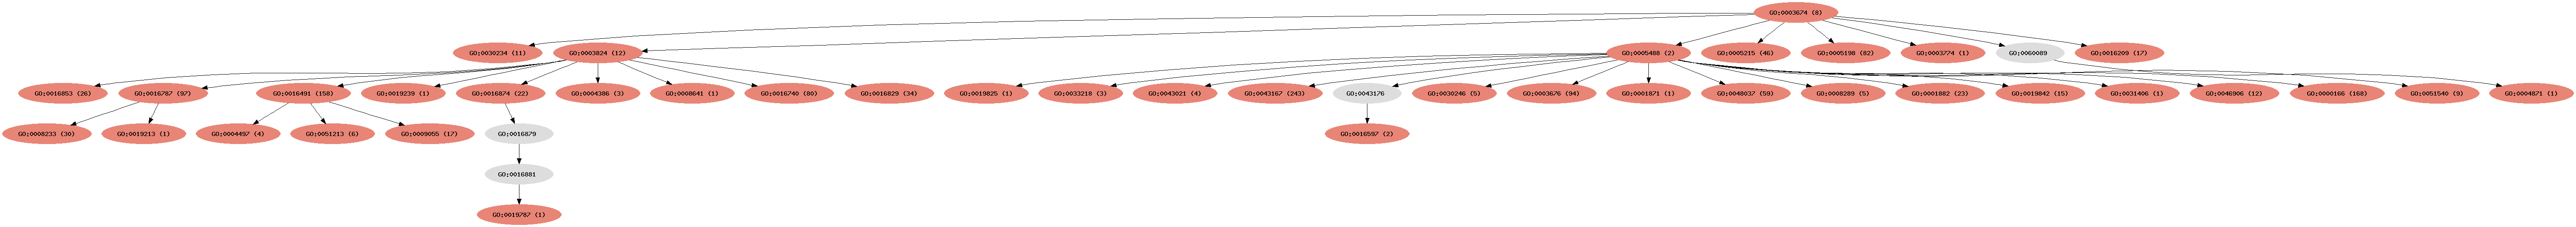 GO:0003674 (8)
GO:0030234 (11)
GO:0003824 (12)
GO:0005488 (2)
GO:0005215 (46)
GO:0005198 (82)
GO:0003774 (1)
GO:0060089
GO:0016209 (17)
GO:0016853 (26)
GO:0016787 (97)
GO:0016491 (158)
GO:0019239 (1)
GO:0016874 (22)
GO:0004386 (3)
GO:0008641 (1)
GO:0016740 (80)
GO:0016829 (34)
GO:0019825 (1)
GO:0033218 (3)
GO:0043021 (4)
GO:0043167 (243)
GO:0043176
GO:0030246 (5)
GO:0003676 (94)
GO:0001871 (1)
GO:0048037 (59)
GO:0008289 (5)
GO:0001882 (23)
GO:0019842 (15)
GO:0031406 (1)
GO:0046906 (12)
GO:0000166 (168)
GO:0051540 (9)
GO:0004871 (1)
GO:0008233 (30)
GO:0019213 (1)
GO:0004497 (4)
GO:0051213 (6)
GO:0009055 (17)
GO:0016879
GO:0016597 (2)
GO:0016881
GO:0019787 (1)